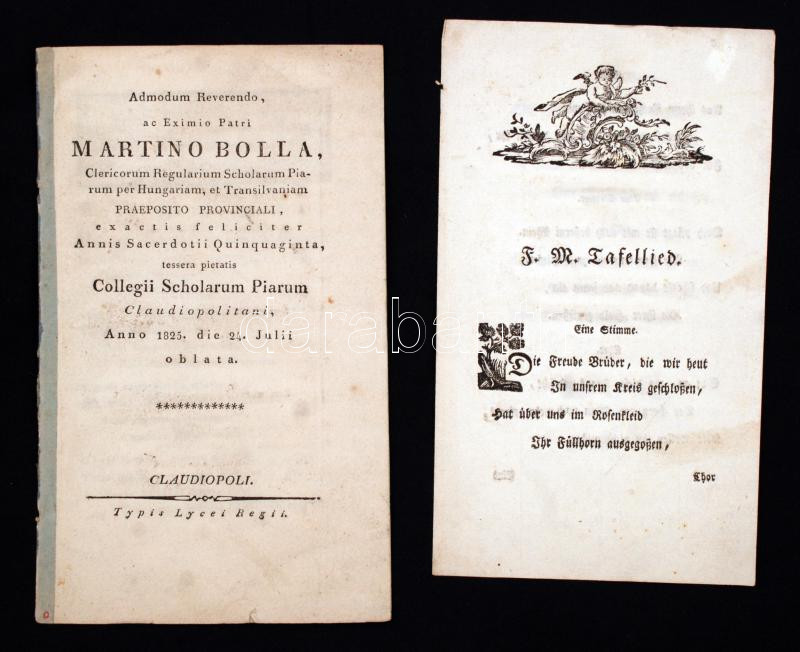 Admodum Reverendo,
ac Eximio Patri
MARTINO BOLLA,
Clericorum Regularium Scholarum Pia-
rum per Hungariam, et Transilvaniam
PRAEPOSITO PROVINCIALI,
exactis feliciter
Annis Sacerdotii Quinquaginta,
tessera pietatis
Collegii Scholarum Piarum
Claudiopolitani,
Anno 1825. die 24. Julii
oblata.
*************
CLAUDIOPOLI.
Typis Lycei Regii.
F. M. Tafellied.
Eine Stimme.
Die Freude Brüder, die wir heut
In unsrem Kreis geschloßen,
Hat über uns im Rosenkleid
Ihr Füllhorn ausgegoßen,
Chor